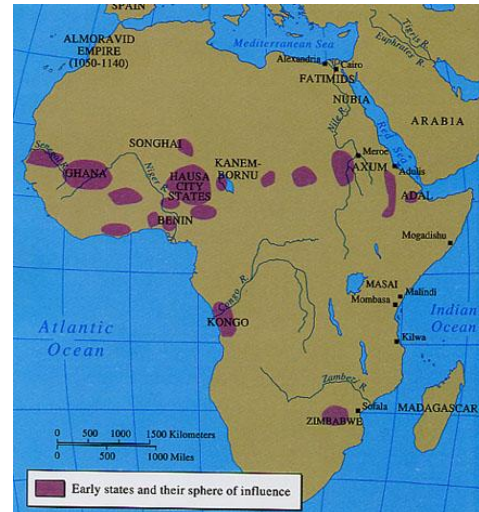 SPAIN
ALMORAVID
EMPIRE
(1050-1140)
Mediterranean Sea
Tigris R.
Euphrates R.
Alexandria
Cairo
FATIMIDS
NUBIA
Nile R.
ARABIA
Red Sea
SONGHAI
Senegal R.
GHANA
Niger R.
HAUSA
CITY
STATES
KANEM-
BORNU
Meroe
AXUM
Adulis
ADAL
BENIN
Mogadishu
Congo R.
KONGO
MASAI
Mombasa
Malindi
Kilwa
Atlantic
Ocean
Indian
Ocean
Zambezi R.
ZIMBABWE
Sofala
MADAGASCAR
0 500 1000 1500 Kilometers
0 500 1000 Miles
Early states and their sphere of influence